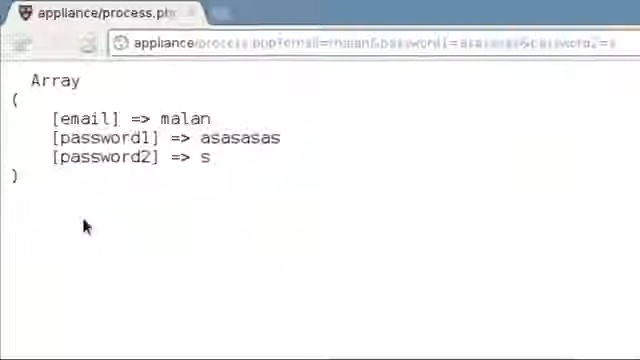 appliance/process.ph
appliance/process.php?email=malan&password1=asasasas&password2=s
Array
(
[email] => malan
[password1] => asasasas
[password2] => s
)